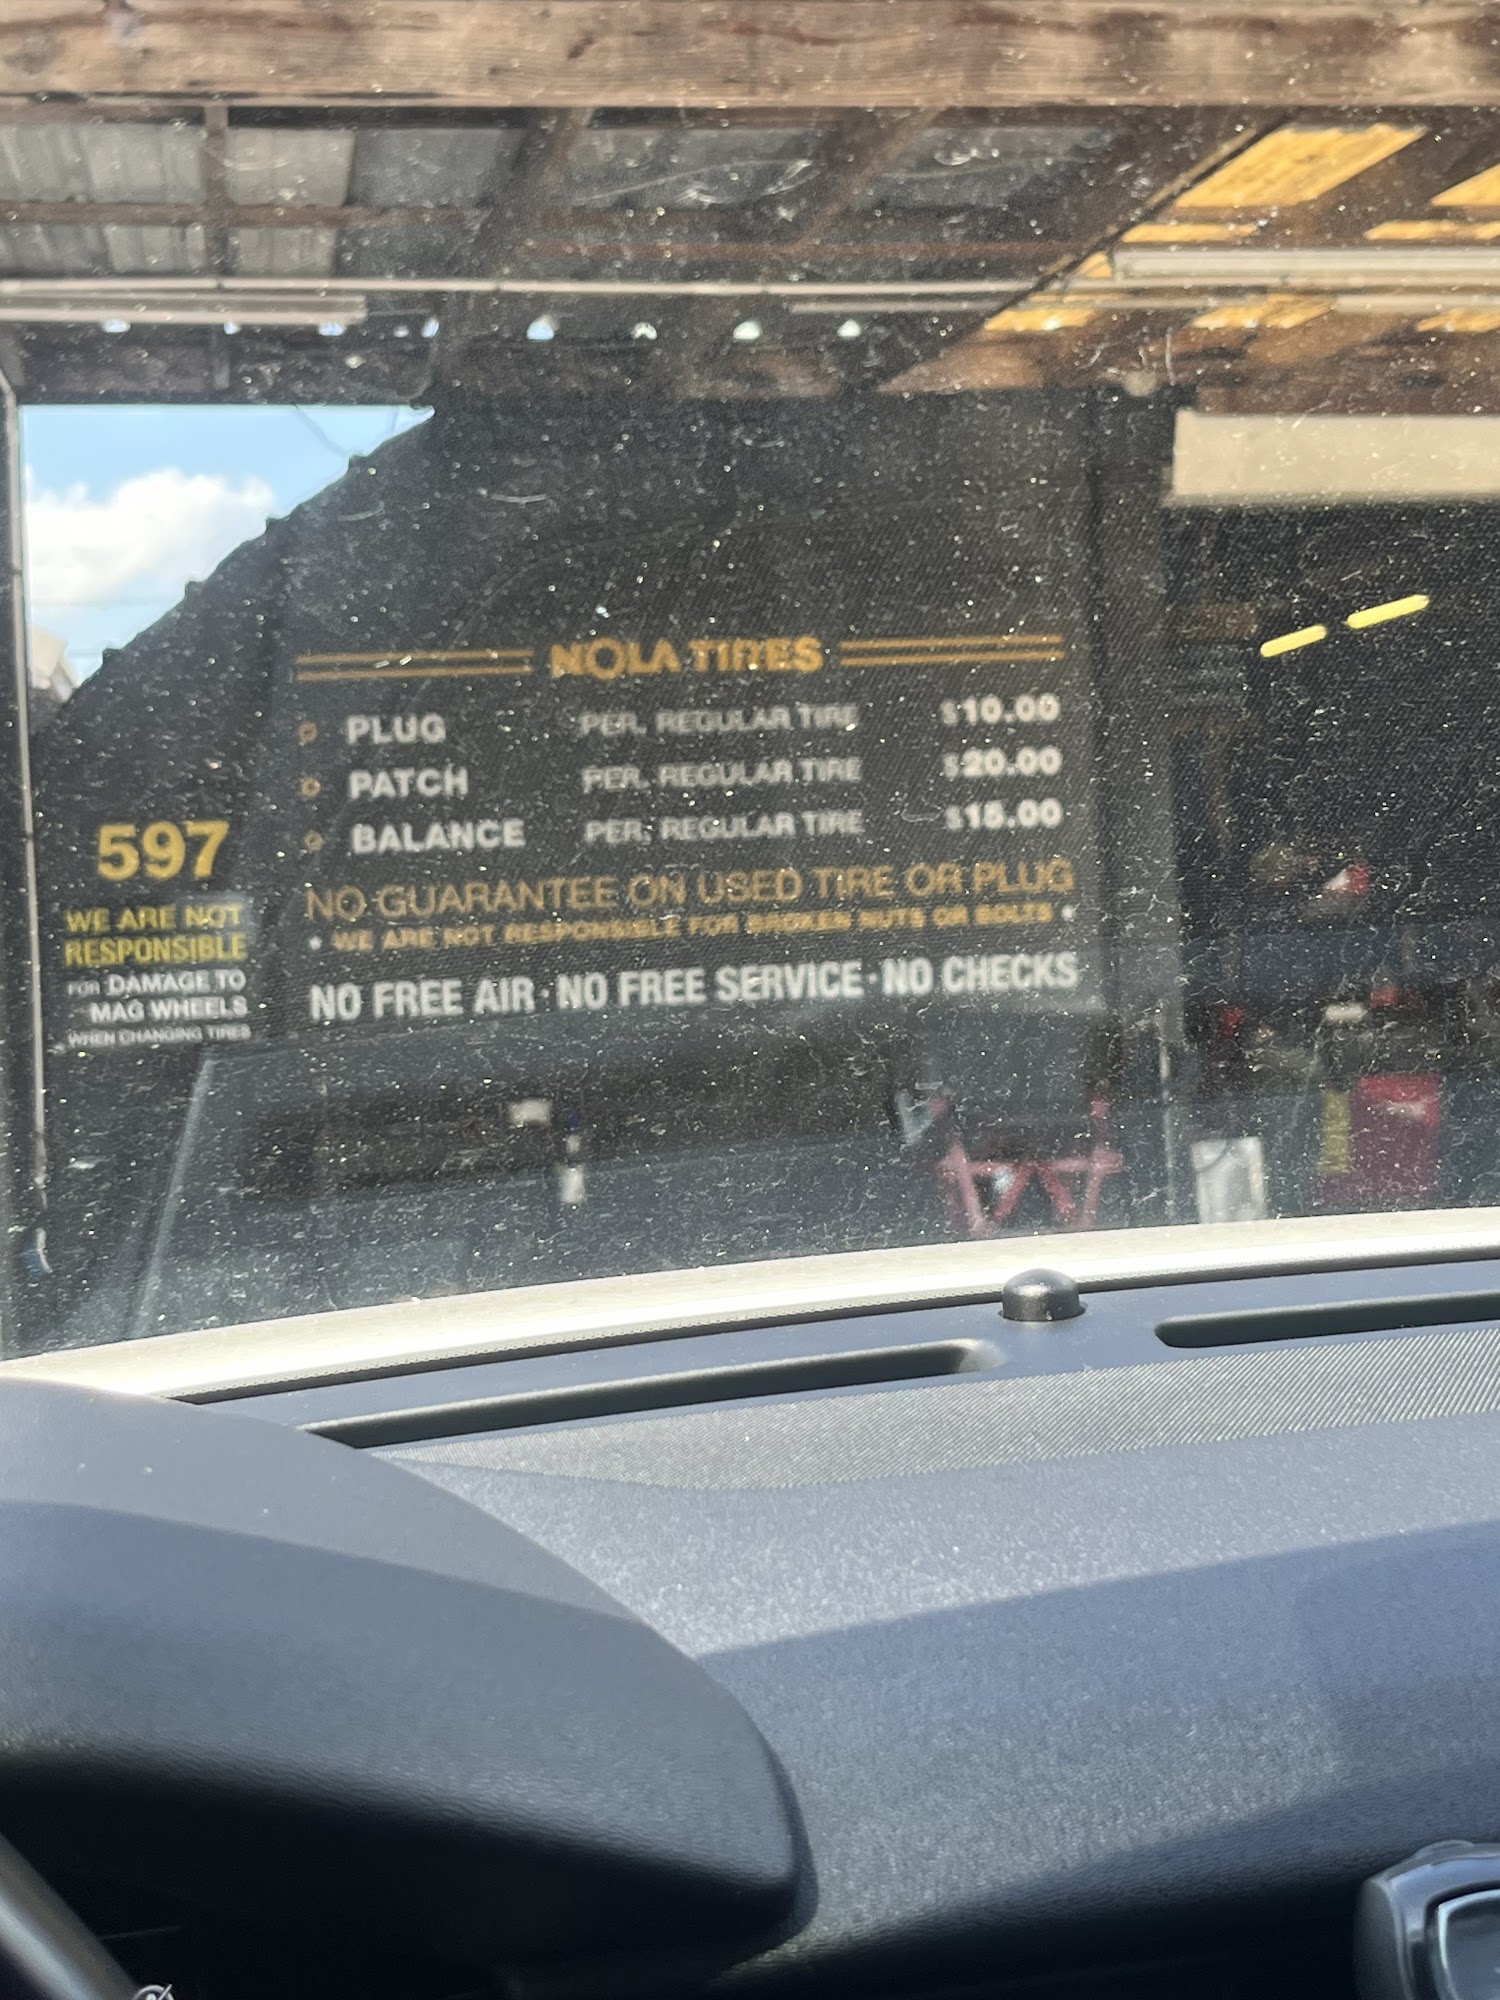 NOLA TIRES
PLUG PER. REGULAR TIRE $10.00
PATCH PER. REGULAR TIRE $20.00
BALANCE PER. REGULAR TIRE $15.00
NO GUARANTEE ON USED TIRE OR PLUG
* WE ARE NOT RESPONSIBLE FOR BROKEN NUTS OR BOLTS *
NO FREE AIR · NO FREE SERVICE · NO CHECKS
597
WE ARE NOT
RESPONSIBLE
FOR DAMAGE TO
MAG WHEELS
WHEN CHANGING TIRES